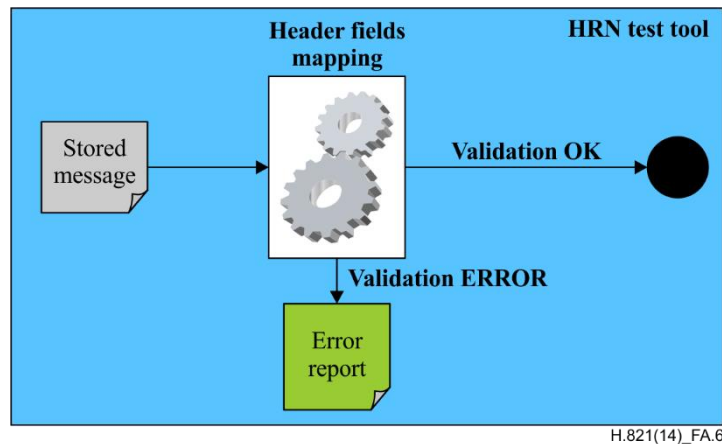 Header fields
mapping
HRN test tool
Stored
message
Validation OK
Validation ERROR
Error
report
H.821(14)_FA.6